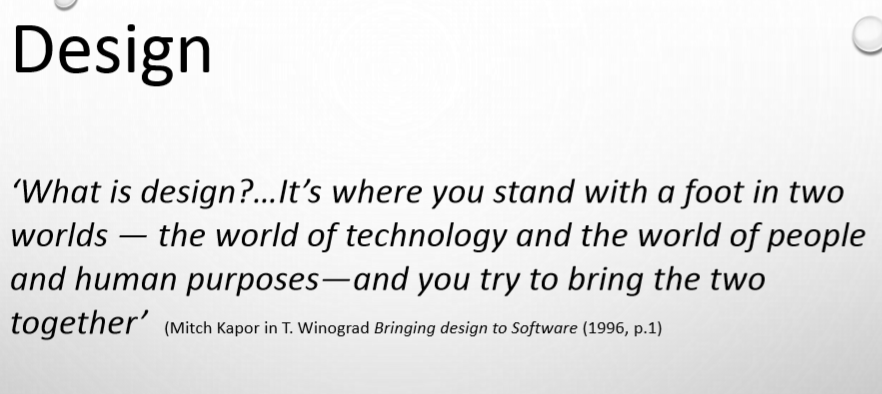 Design
‘What is design?...It’s where you stand with a foot in two
worlds — the world of technology and the world of people
and human purposes—and you try to bring the two
together’ (Mitch Kapor in T. Winograd Bringing design to Software (1996, p.1)